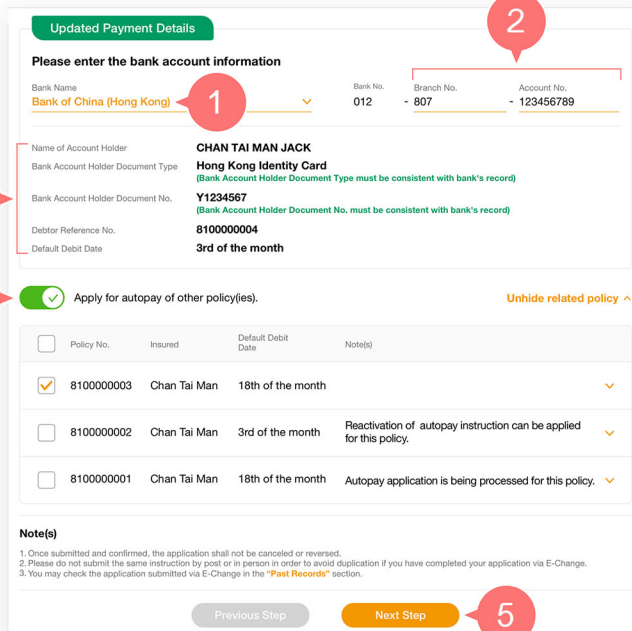 Updated Payment Details
2
Please enter the bank account information
Bank Name
Bank No.
Branch No.
Account No.
Bank of China (Hong Kong)
1
012 - 807 - 123456789
Name of Account Holder CHAN TAI MAN JACK
Bank Account Holder Document Type Hong Kong Identity Card
(Bank Account Holder Document Type must be consistent with bank's record)
Bank Account Holder Document No. Y1234567
(Bank Account Holder Document No. must be consistent with bank's record)
Debtor Reference No. 8100000004
Default Debit Date 3rd of the month
Apply for autopay of other policy(ies). Unhide related policy
Policy No. Insured Default Debit Date Note(s)
8100000003 Chan Tai Man 18th of the month
8100000002 Chan Tai Man 3rd of the month Reactivation of autopay instruction can be applied
for this policy.
8100000001 Chan Tai Man 18th of the month Autopay application is being processed for this policy.
Note(s)
1. Once submitted and confirmed, the application shall not be canceled or reversed.
2. Please do not submit the same instruction by post or in person in order to avoid duplication if you have completed your application via E-Change.
3. You may check the application submitted via E-Change in the "Past Records" section.
Previous Step Next Step 5